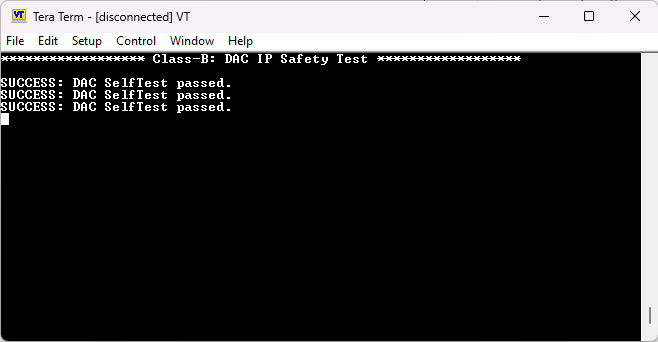 VT Tera Term - [disconnected] VT
File Edit Setup Control Window Help
****************** Class-B: DAC IP Safety Test ******************
SUCCESS: DAC SelfTest passed.
SUCCESS: DAC SelfTest passed.
SUCCESS: DAC SelfTest passed.